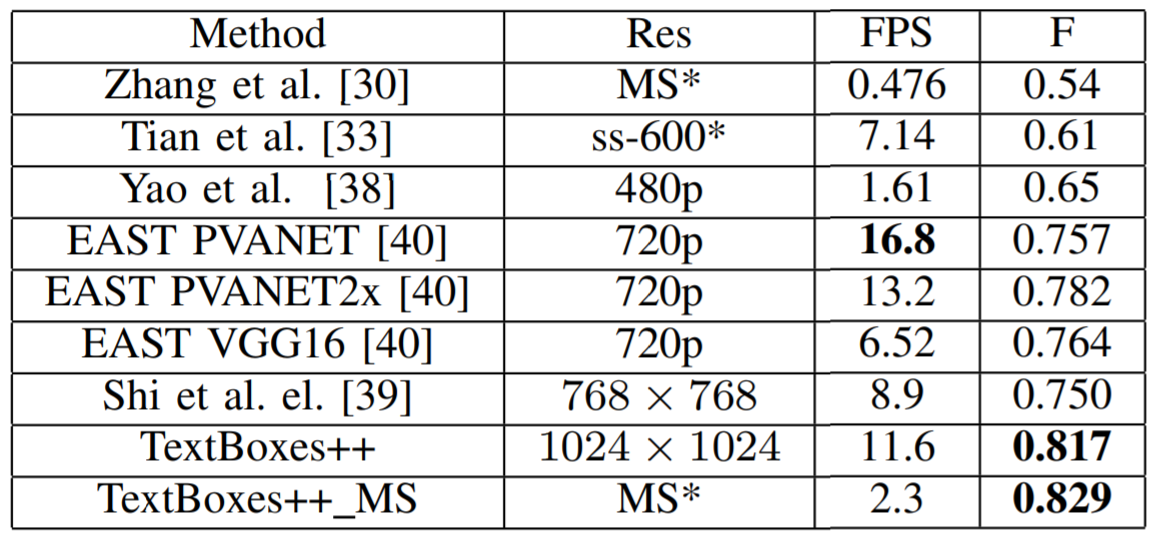 Method Res FPS F
Zhang et al. [30] MS* 0.476 0.54
Tian et al. [33] ss-600* 7.14 0.61
Yao et al. [38] 480p 1.61 0.65
EAST PVANET [40] 720p 16.8 0.757
EAST PVANET2x [40] 720p 13.2 0.782
EAST VGG16 [40] 720p 6.52 0.764
Shi et al. el. [39] 768 × 768 8.9 0.750
TextBoxes++ 1024 × 1024 11.6 0.817
TextBoxes++_MS MS* 2.3 0.829